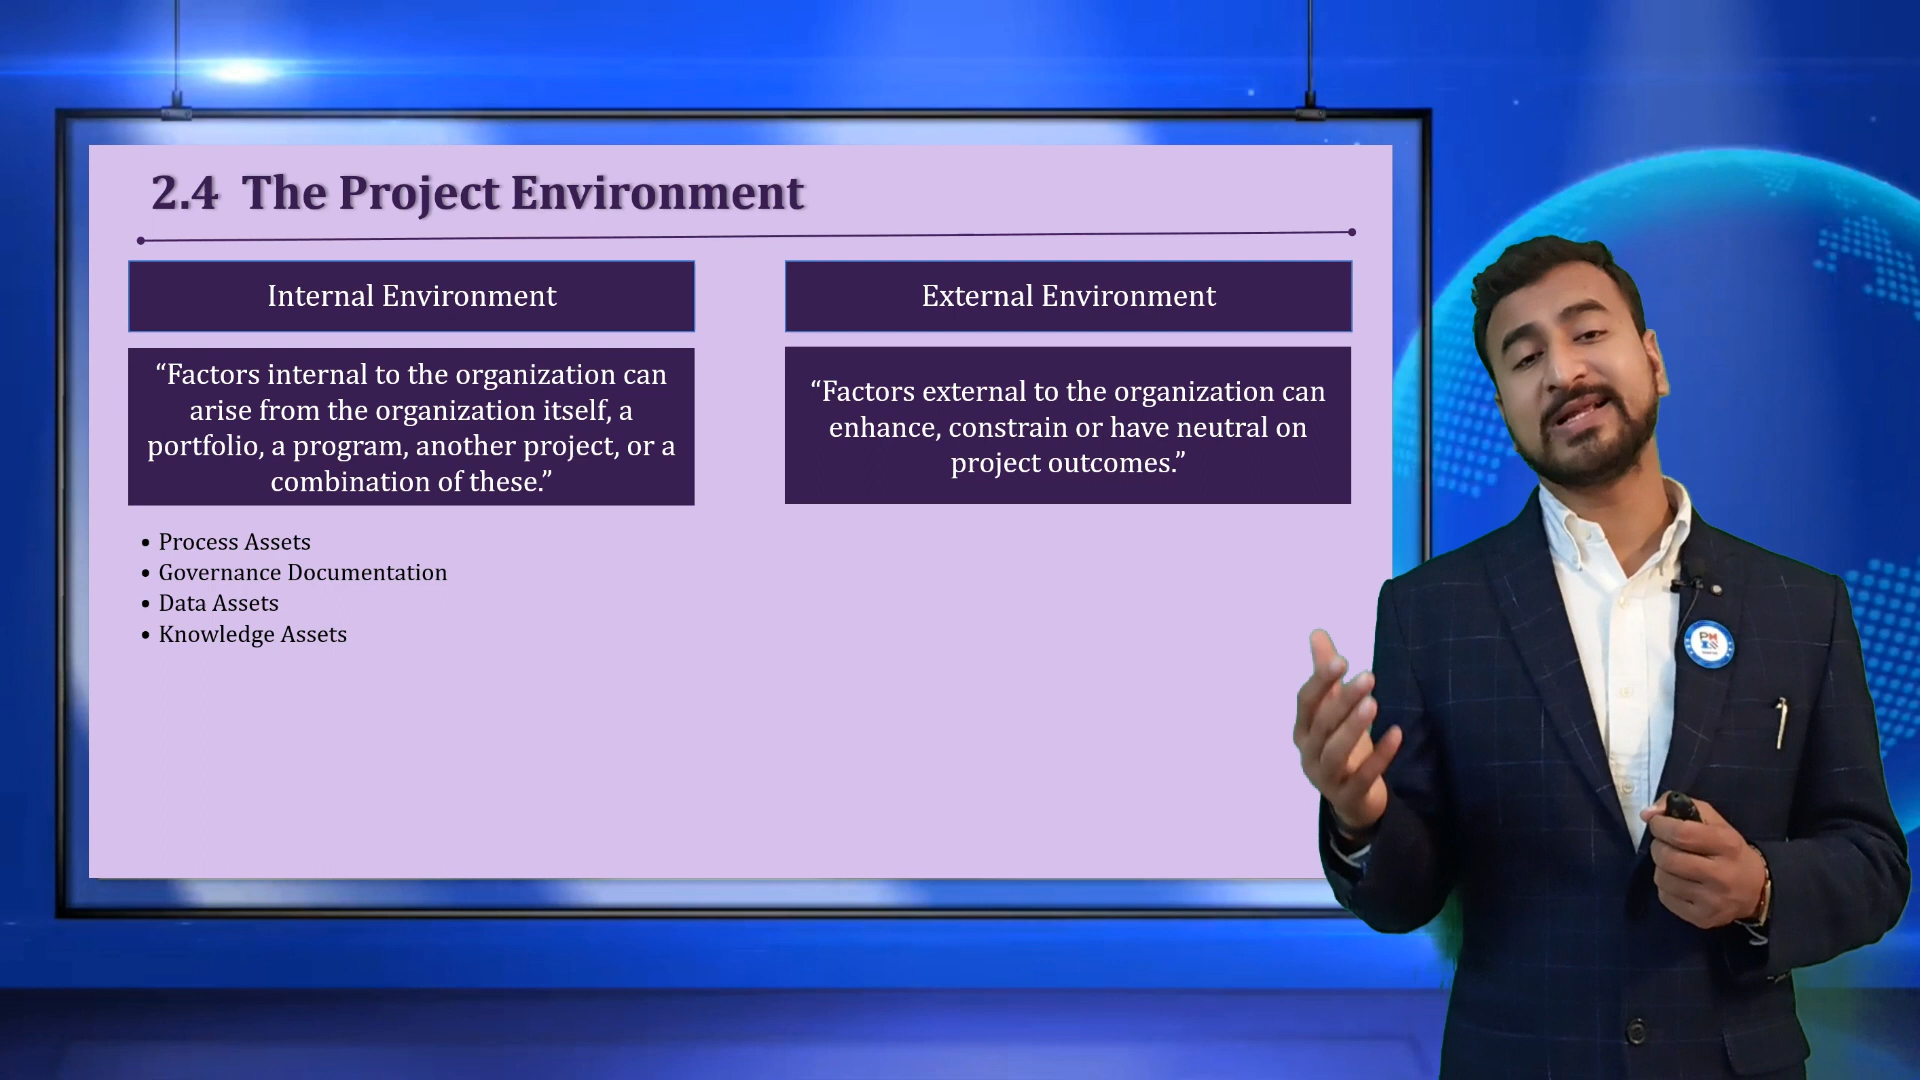 2.4 The Project Environment
Internal Environment
“Factors internal to the organization can
arise from the organization itself, a
portfolio, a program, another project, or a
combination of these.”
• Process Assets
• Governance Documentation
• Data Assets
• Knowledge Assets
External Environment
“Factors external to the organization can
enhance, constrain or have neutral on
project outcomes.”